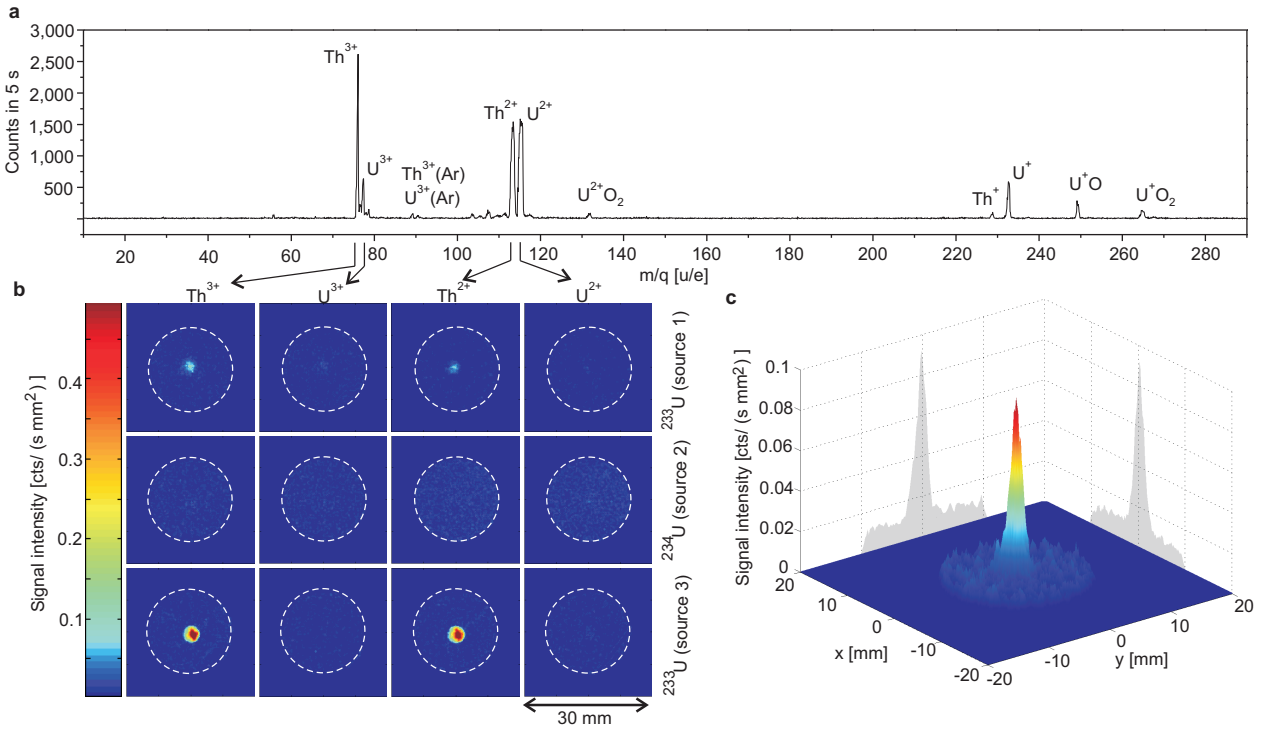 a
3,000
2,500
2,000
1,500
1,000
500
Counts in 5 s
Th3+
U3+
Th3+(Ar)
U3+(Ar)
Th2+
U2+
U2+O2
Th+
U+
U+O
U+O2
20 40 60 80 100 120 140 160 180 200 220 240 260 280
m/q [u/e]
b
Th3+ U3+ Th2+ U2+
Signal intensity [cts/ (s mm2) ]
0.4
0.3
0.2
0.1
233U (source 1)
234U (source 2)
233U (source 3)
30 mm
c
Signal intensity [cts/ (s mm2) ]
0.1
0.08
0.06
0.04
0.02
0
20
10
0
-10
-20
x [mm]
-20
-10
0
10
20
y [mm]